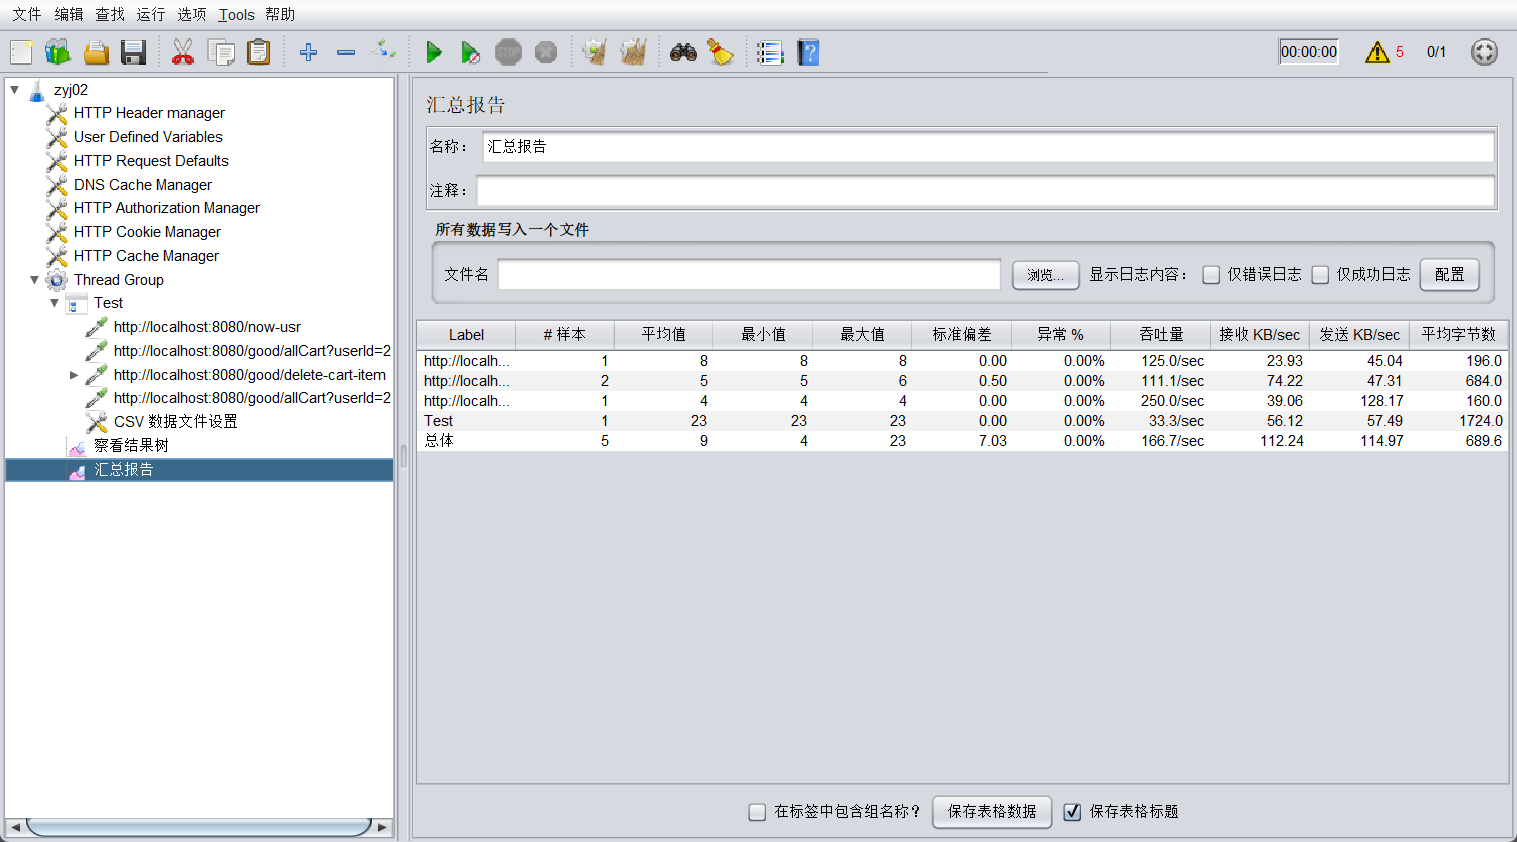 文件 编辑 查找 运行 选项 Tools 帮助
STOP 00:00:00 5 0/1
zyj02
HTTP Header manager
User Defined Variables
HTTP Request Defaults
DNS Cache Manager
HTTP Authorization Manager
HTTP Cookie Manager
HTTP Cache Manager
Thread Group
Test
http://localhost:8080/now-usr
http://localhost:8080/good/allCart?userId=2
http://localhost:8080/good/delete-cart-item
http://localhost:8080/good/allCart?userId=2
CSV 数据文件设置
察看结果树
汇总报告
汇总报告
名称： 汇总报告
注释：
所有数据写入一个文件
文件名 浏览... 显示日志内容： 仅错误日志 仅成功日志 配置
Label # 样本 平均值 最小值 最大值 标准偏差 异常 % 吞吐量 接收 KB/sec 发送 KB/sec 平均字节数
http://localh... 1 8 8 8 0.00 0.00% 125.0/sec 23.93 45.04 196.0
http://localh... 2 5 5 6 0.50 0.00% 111.1/sec 74.22 47.31 684.0
http://localh... 1 4 4 4 0.00 0.00% 250.0/sec 39.06 128.17 160.0
Test 1 23 23 23 0.00 0.00% 33.3/sec 56.12 57.49 1724.0
总体 5 9 4 23 7.03 0.00% 166.7/sec 112.24 114.97 689.6
在标签中包含组名称？ 保存表格数据 保存表格标题